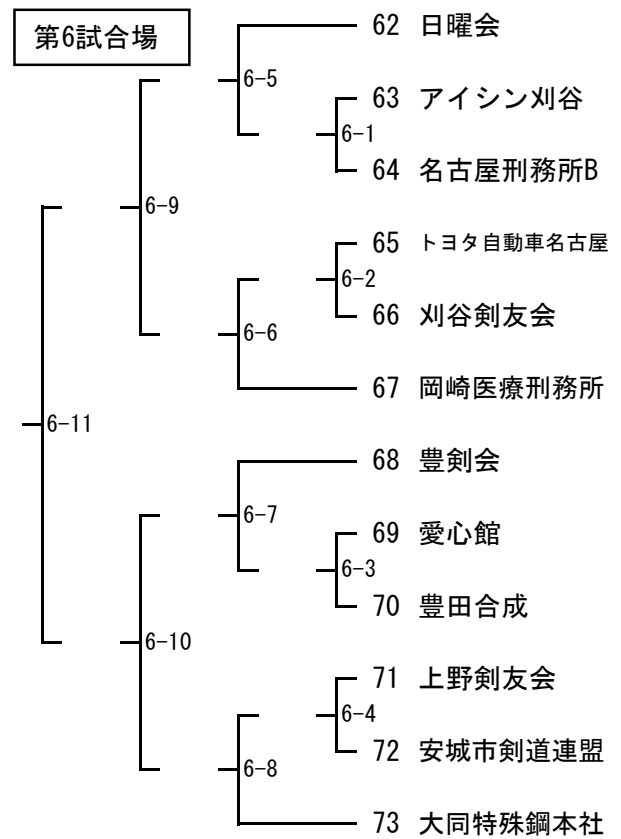 第6試合場
62 日曜会
6-5
63 アイシン刈谷
6-1
64 名古屋刑務所B
6-9
65 トヨタ自動車名古屋
6-2
66 刈谷剣友会
6-6
67 岡崎医療刑務所
6-11
68 豊剣会
6-7
69 愛心館
6-3
70 豊田合成
6-10
71 上野剣友会
6-4
72 安城市剣道連盟
6-8
73 大同特殊鋼本社